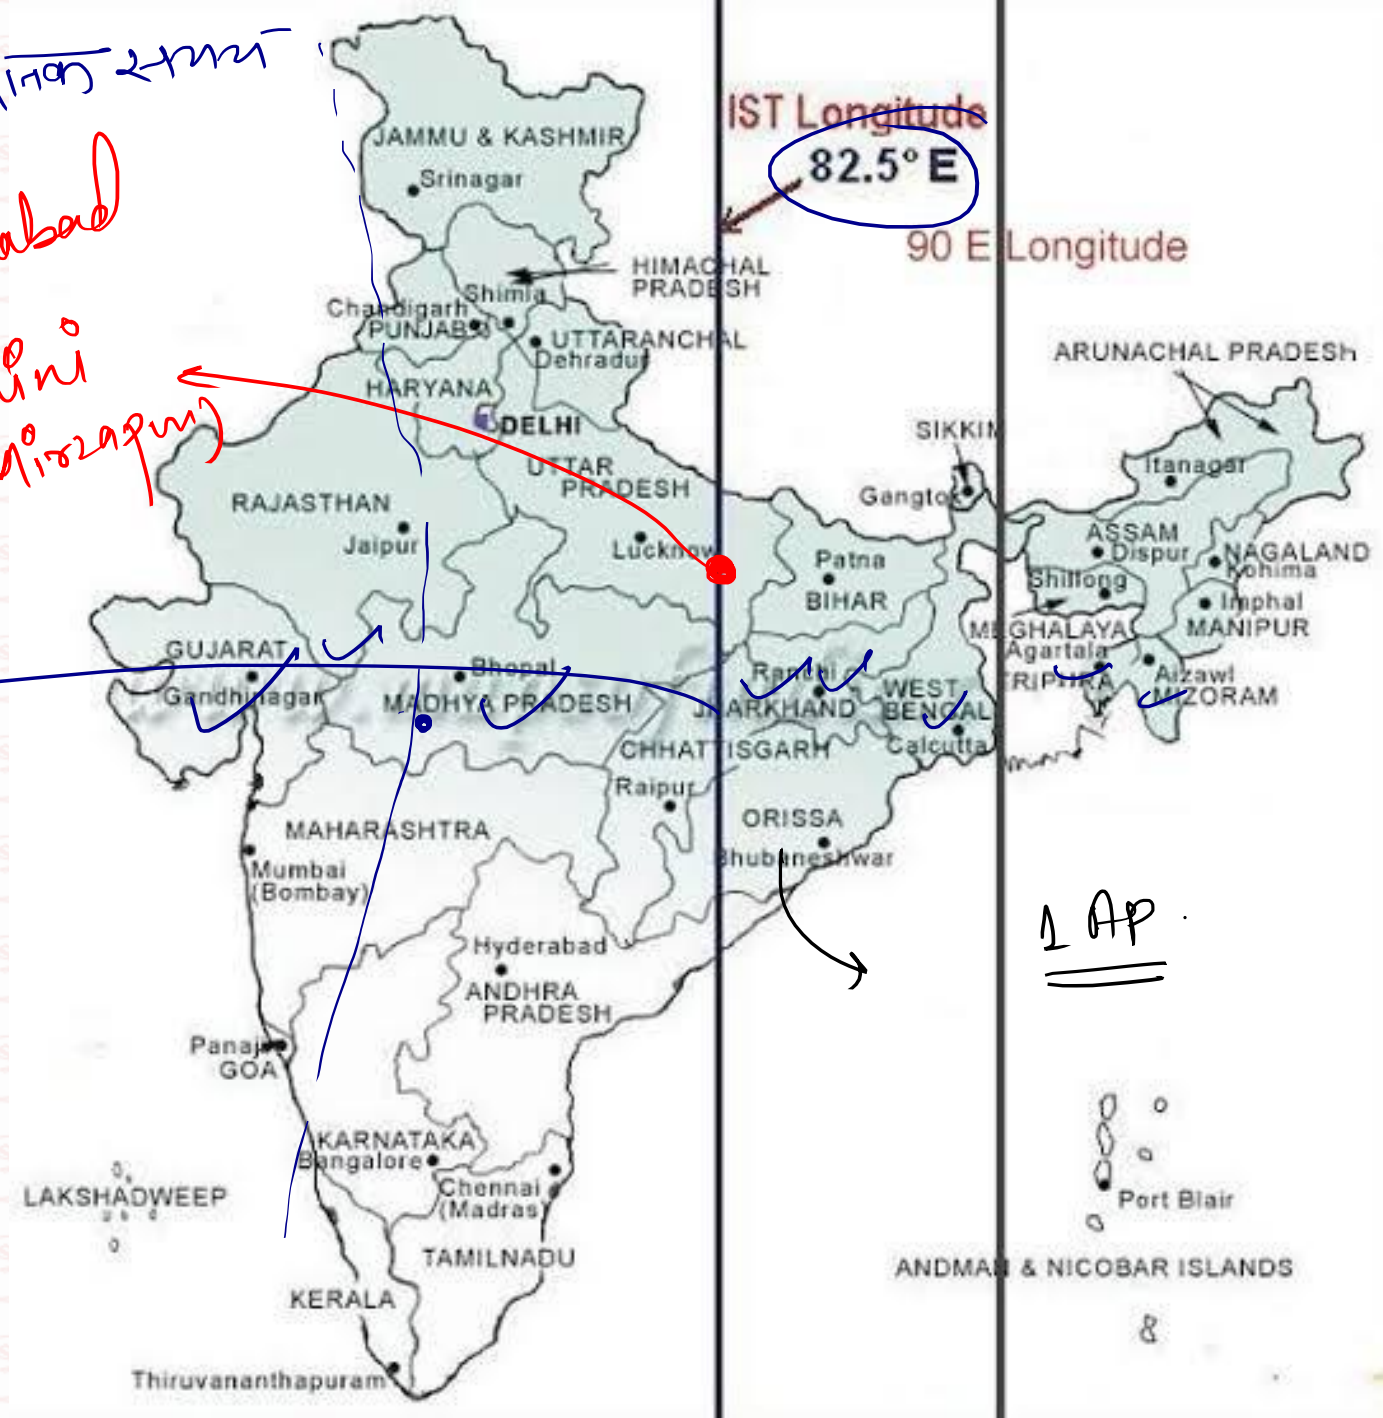 IST Longitude
82.5° E
90 E Longitude
JAMMU & KASHMIR
Srinagar
HIMACHAL
PRADESH
Shimla
Chandigarh
PUNJAB
UTTARANCHAL
Dehradun
ARUNACHAL PRADESH
HARYANA
DELHI
SIKKIM
UTTAR
PRADESH
Itanagar
Gangtok
RAJASTHAN
Jaipur
Lucknow
ASSAM
Dispur
NAGALAND
Kohima
Patna
BIHAR
Shillong
Imphal
MANIPUR
MEGHALAYA
GUJARAT
Gandhinagar
Bhopal
MADHYA PRADESH
Ranchi
JHARKHAND
WEST
BENGAL
Calcutta
Agartala
TRIPURA
Aizawl
MIZORAM
CHHATTISGARH
Raipur
ORISSA
Bhubaneshwar
MAHARASHTRA
Mumbai
(Bombay)
1 AP.
Hyderabad
ANDHRA
PRADESH
Panaji
GOA
KARNATAKA
Bangalore
Chennai
(Madras)
LAKSHADWEEP
Port Blair
TAMILNADU
ANDMAN & NICOBAR ISLANDS
KERALA
Thiruvananthapuram